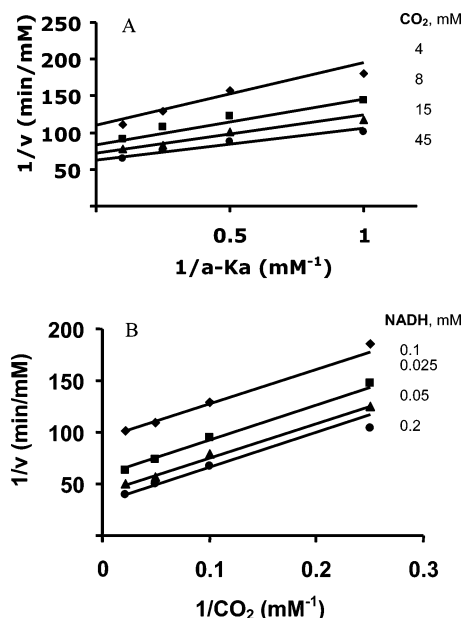 A
CO₂, mM
4
8
15
45
1/v (min/mM)
250
200
150
100
50
0.5
1
1/a-Ka (mM⁻¹)
B
NADH, mM
0.1
0.025
0.05
0.2
1/v (min/mM)
200
150
100
50
0
0.1
0.2
0.3
1/CO₂ (mM⁻¹)